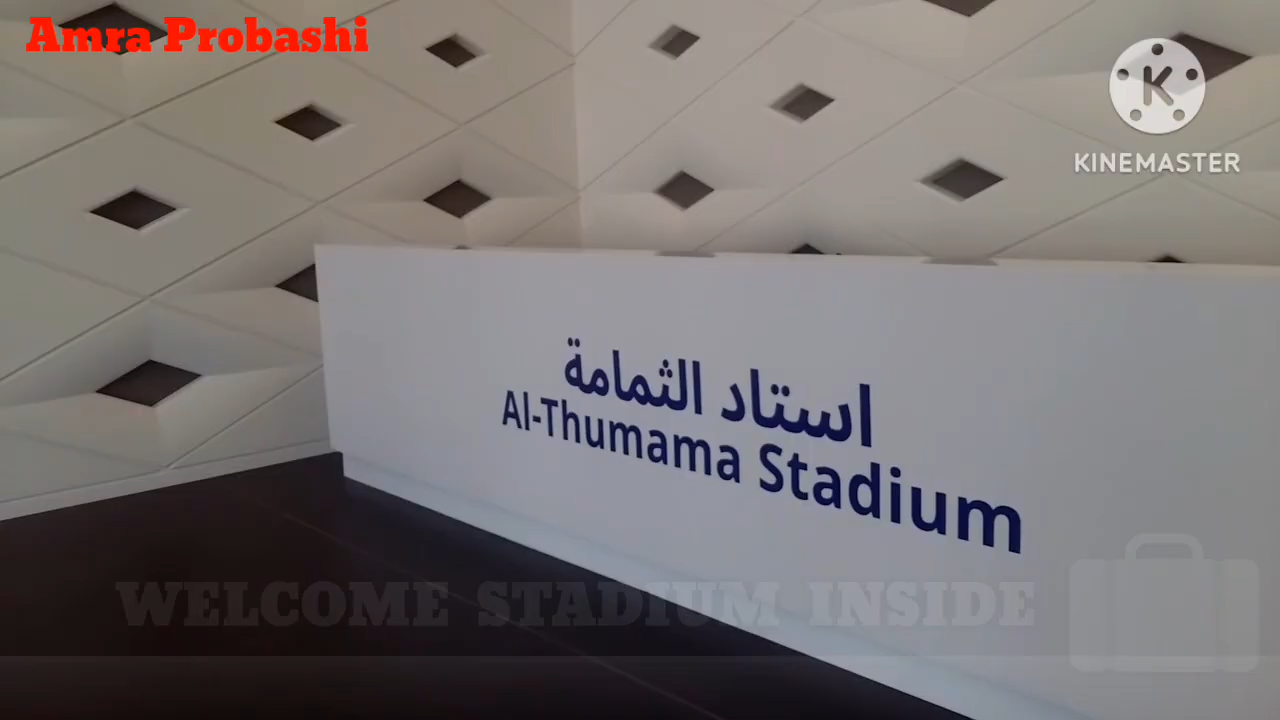 Amra Probashi
K
KINEMASTER
استاد الثمامة
Al-Thumama Stadium
WELCOME STADIUM INSIDE